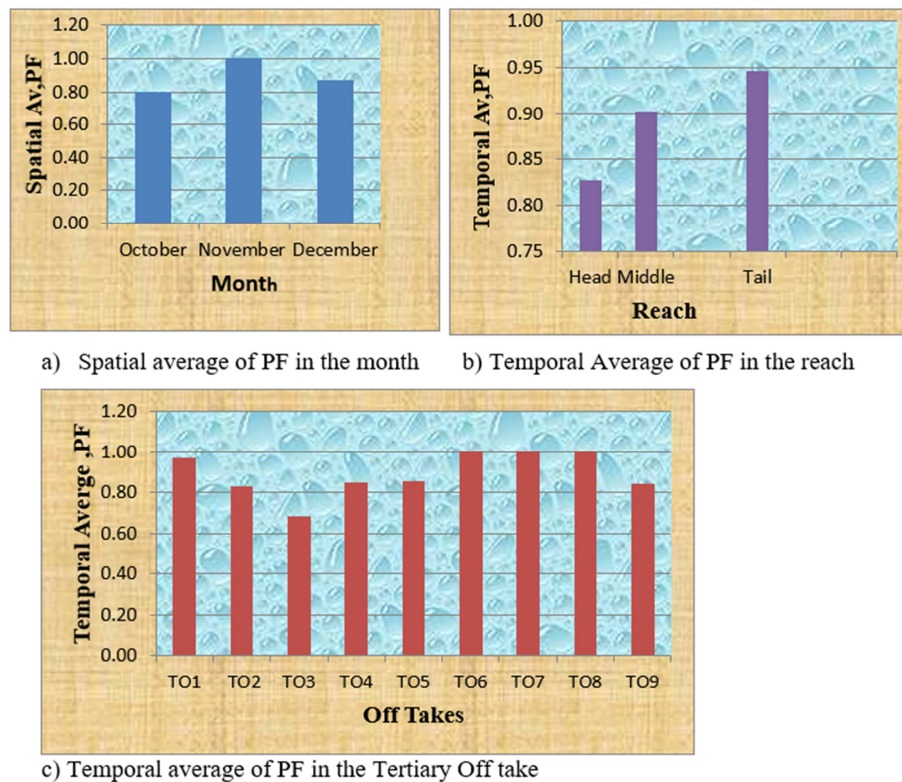 1.20
1.00
0.80
0.60
0.40
0.20
0.00
Spatial Av,PF
October November December
Month
1.00
0.95
0.90
0.85
0.80
0.75
Temporal Av,PF
Head Middle Tail
Reach
a) Spatial average of PF in the month
b) Temporal Average of PF in the reach
1.20
1.00
0.80
0.60
0.40
0.20
0.00
Temporal Averge ,PF
TO1 TO2 TO3 TO4 TO5 TO6 TO7 TO8 TO9
Off Takes
c) Temporal average of PF in the Tertiary Off take